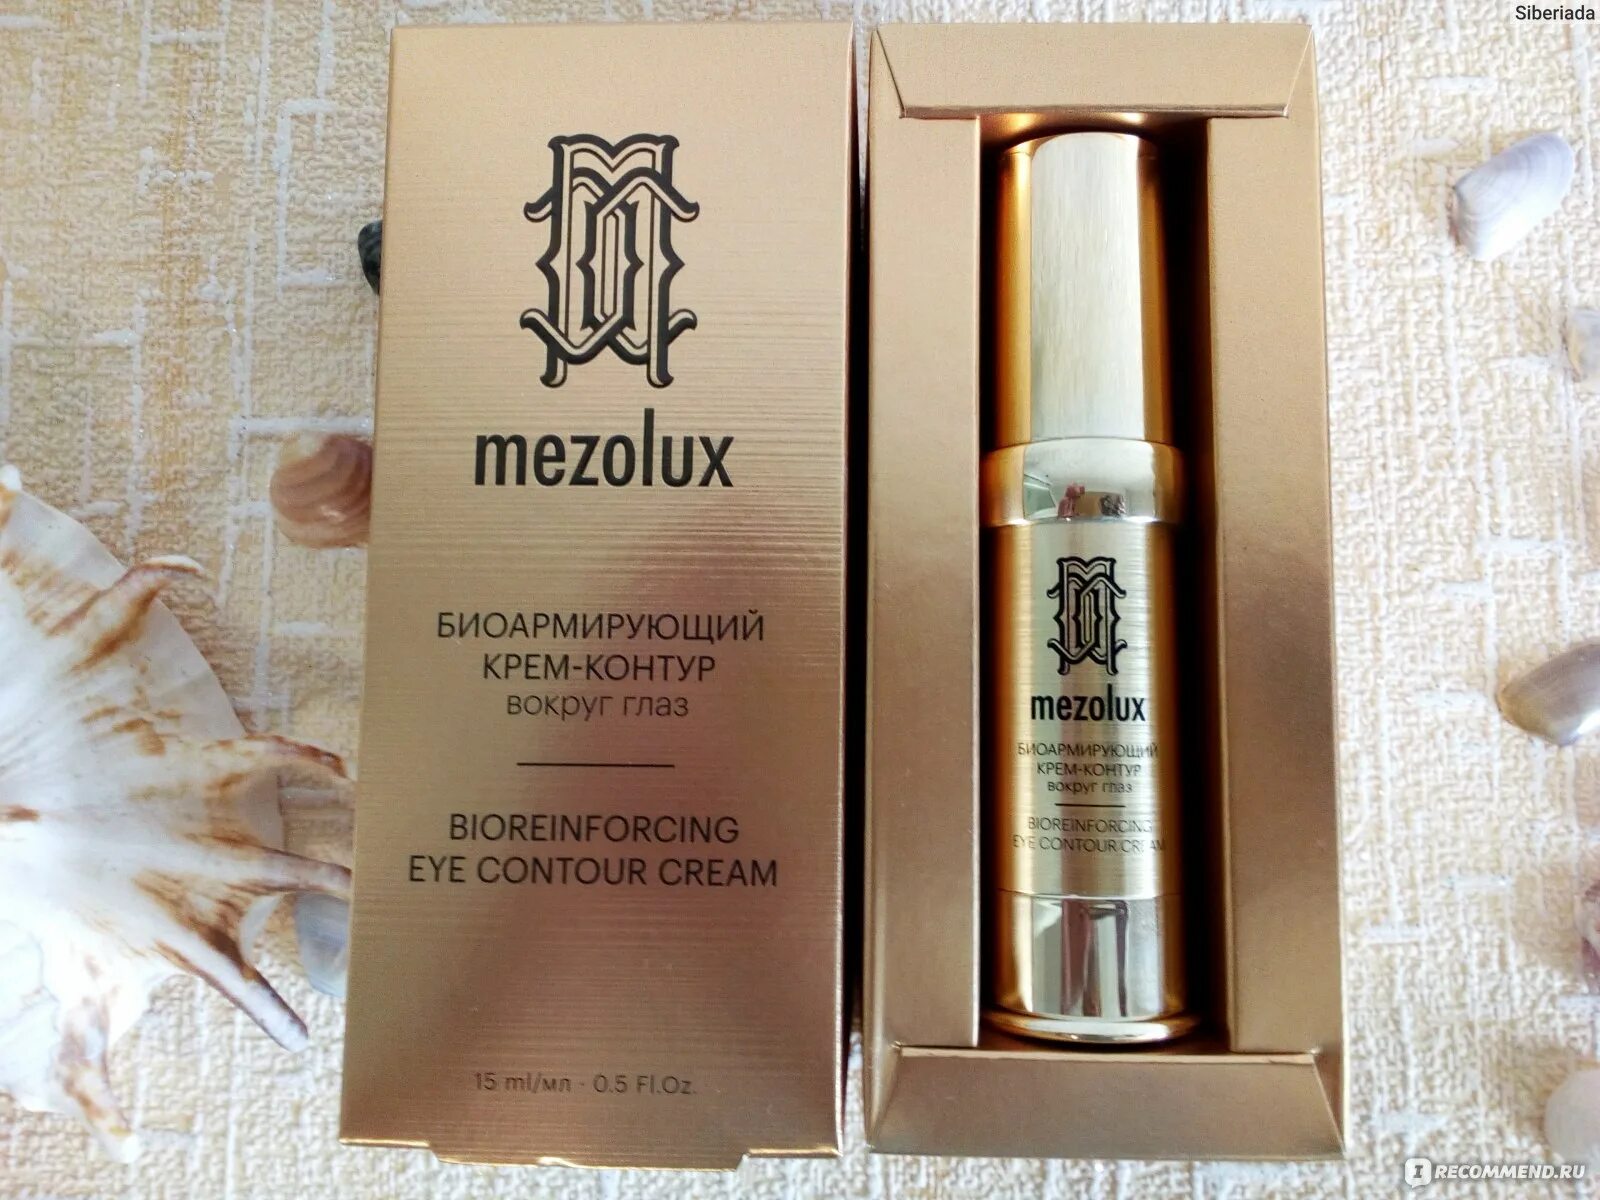 Siberiada
mezolux
БИОАРМИРУЮЩИЙ
КРЕМ-КОНТУР
вокруг глаз
BIOREINFORCING
EYE CONTOUR CREAM
15 ml/мл · 0.5 Fl.Oz.
mezolux
БИОАРМИРУЮЩИЙ
КРЕМ-КОНТУР
вокруг глаз
BIOREINFORCING
EYE CONTOUR CREAM
IRECOMMEND.RU